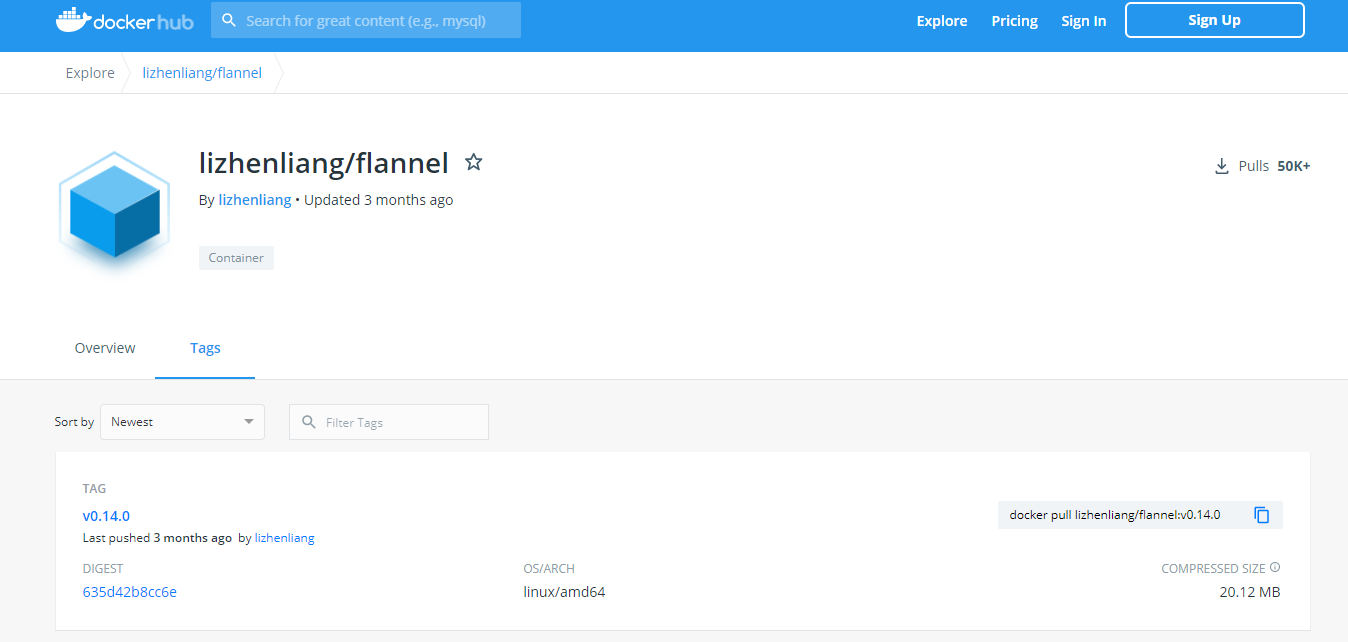 docker hub
Search for great content (e.g., mysql)
Explore
Pricing
Sign In
Sign Up
Explore
lizhenliang/flannel
lizhenliang/flannel
Pulls 50K+
By lizhenliang • Updated 3 months ago
Container
Overview
Tags
Sort by
Newest
Filter Tags
TAG
v0.14.0
docker pull lizhenliang/flannel:v0.14.0
Last pushed 3 months ago by lizhenliang
DIGEST
OS/ARCH
COMPRESSED SIZE
635d42b8cc6e
linux/amd64
20.12 MB